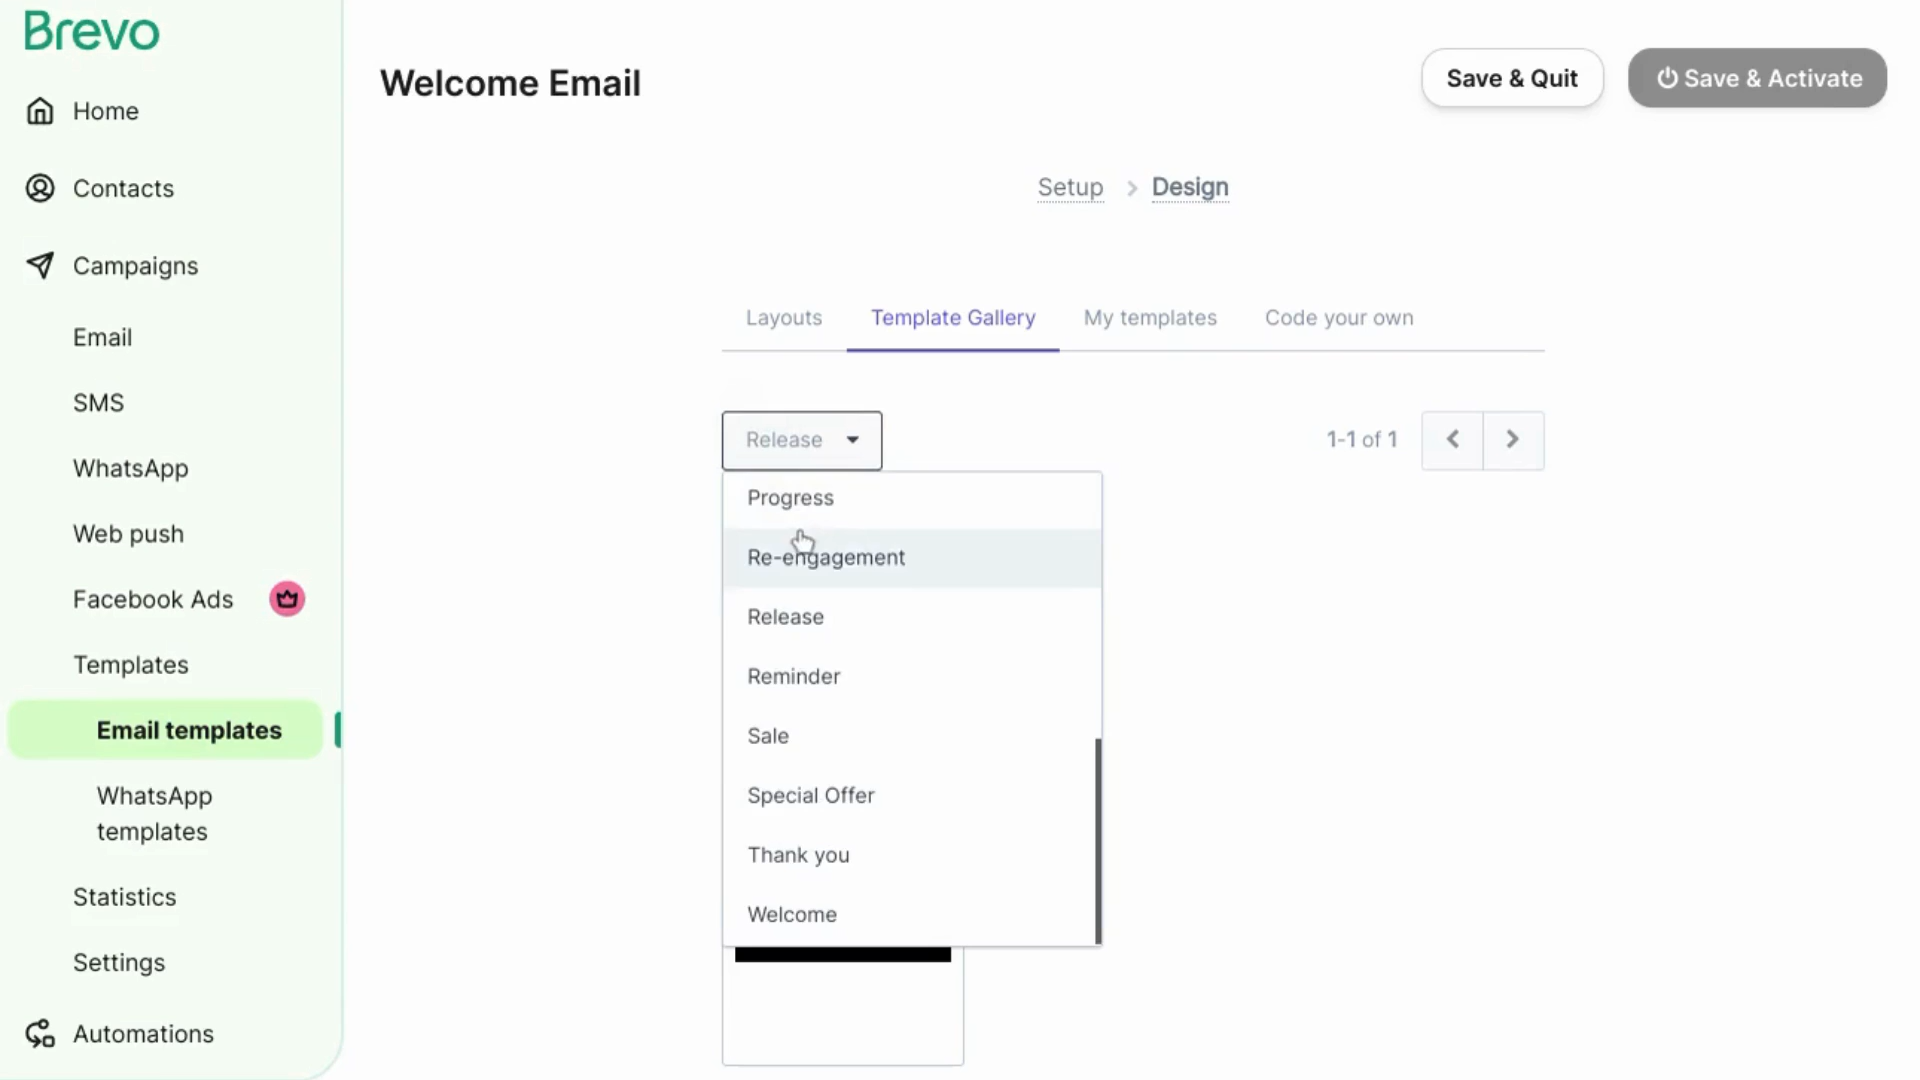 Brevo
Home
Contacts
Campaigns
Email
SMS
WhatsApp
Web push
Facebook Ads
Templates
Email templates
WhatsApp
templates
Statistics
Settings
Automations
Welcome Email
Save & Quit
Save & Activate
Setup > Design
Layouts
Template Gallery
My templates
Code your own
Release
1-1 of 1
Progress
Re-engagement
Release
Reminder
Sale
Special Offer
Thank you
Welcome